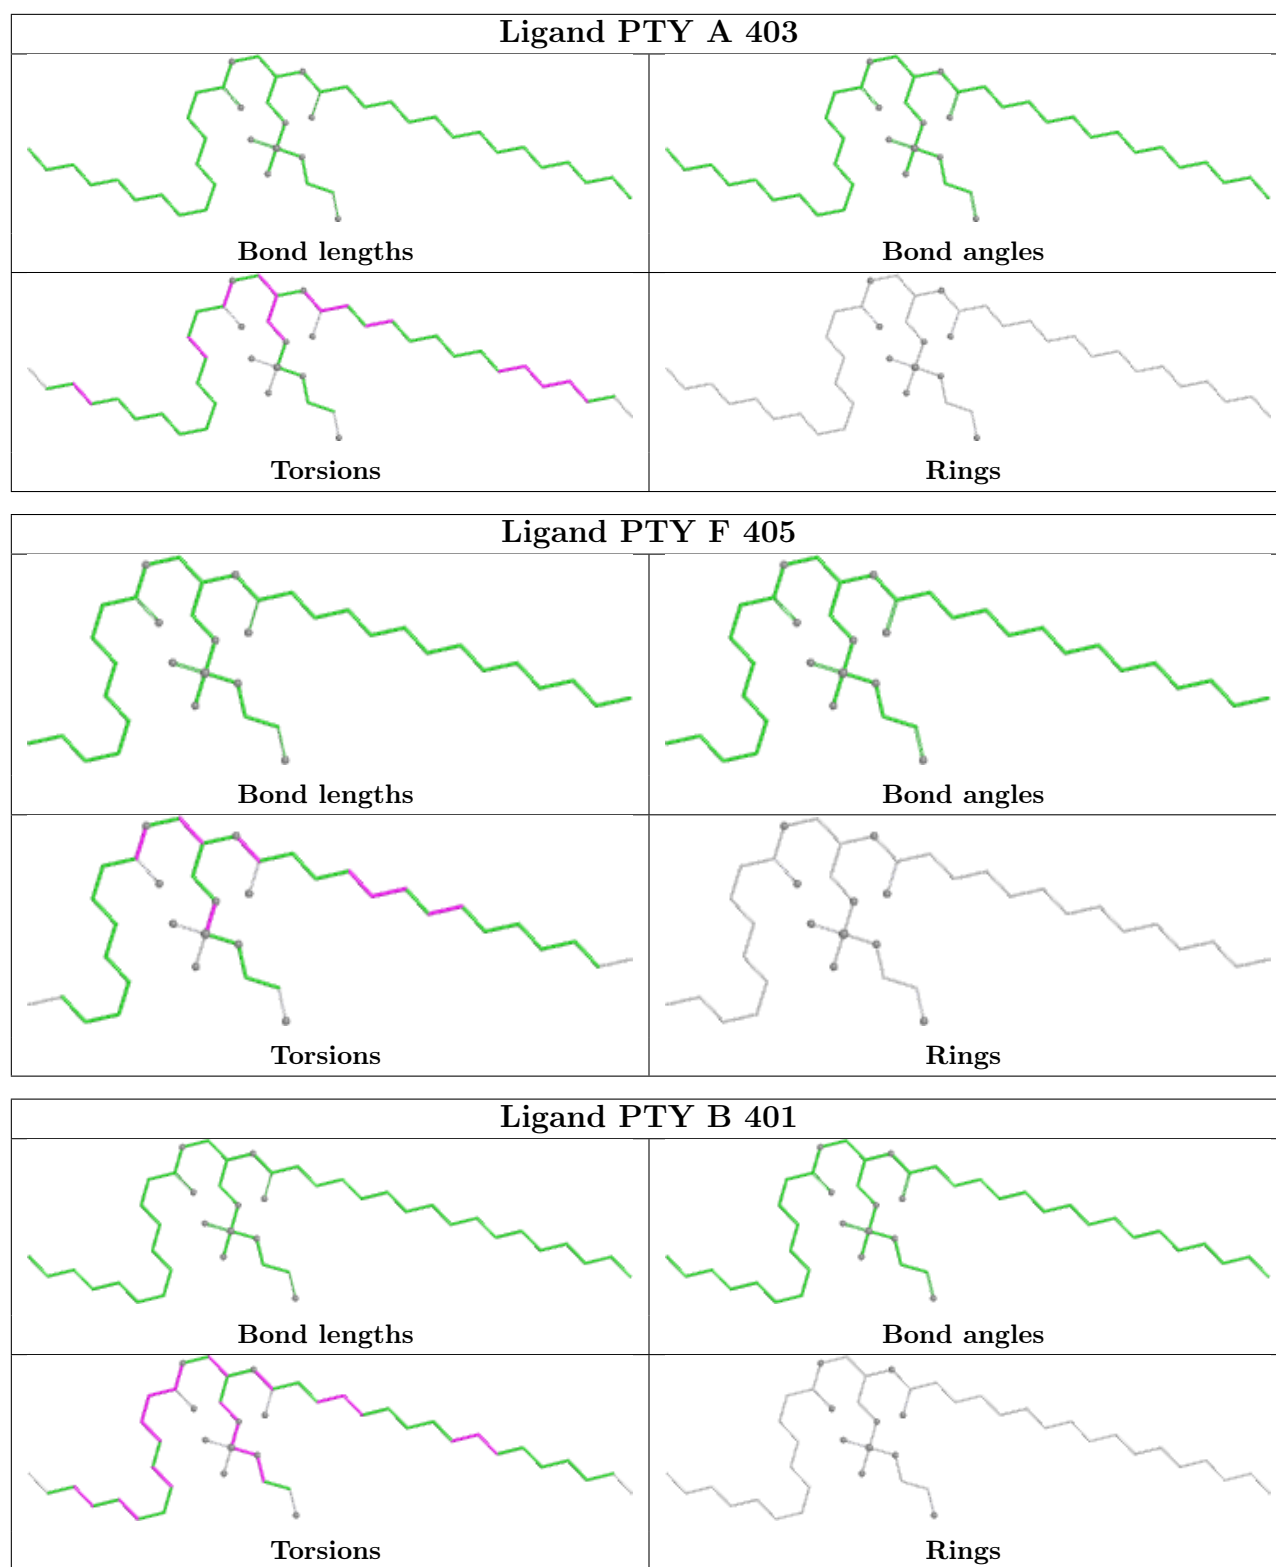 Ligand PTY A 403
Bond lengths
Bond angles
Torsions
Rings
Ligand PTY F 405
Bond lengths
Bond angles
Torsions
Rings
Ligand PTY B 401
Bond lengths
Bond angles
Torsions
Rings